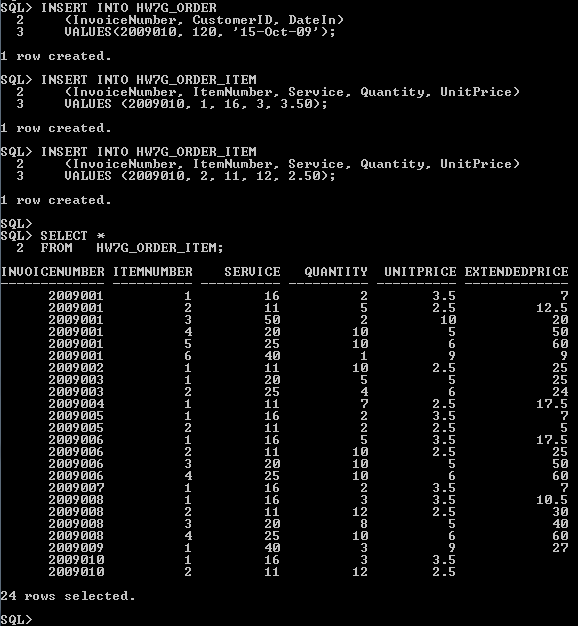 SQL> INSERT INTO HW7G_ORDER
  2     (InvoiceNumber, CustomerID, DateIn)
  3     VALUES(2009010, 120, '15-Oct-09');
1 row created.
SQL> INSERT INTO HW7G_ORDER_ITEM
  2     (InvoiceNumber, ItemNumber, Service, Quantity, UnitPrice)
  3     VALUES (2009010, 1, 16, 3, 3.50);
1 row created.
SQL> INSERT INTO HW7G_ORDER_ITEM
  2     (InvoiceNumber, ItemNumber, Service, Quantity, UnitPrice)
  3     VALUES (2009010, 2, 11, 12, 2.50);
1 row created.
SQL>
SQL> SELECT *
  2  FROM   HW7G_ORDER_ITEM;
INVOICENUMBER ITEMNUMBER    SERVICE   QUANTITY  UNITPRICE EXTENDEDPRICE
------------- ---------- ---------- ---------- ---------- -------------
      2009001          1         16          2        3.5             7
      2009001          2         11          5        2.5          12.5
      2009001          3         50          2         10            20
      2009001          4         20         10          5            50
      2009001          5         25         10          6            60
      2009001          6         40          1          9             9
      2009002          1         11         10        2.5            25
      2009003          1         20          5          5            25
      2009003          2         25          4          6            24
      2009004          1         11          7        2.5          17.5
      2009005          1         16          2        3.5             7
      2009005          2         11          2        2.5             5
      2009006          1         16          5        3.5          17.5
      2009006          2         11         10        2.5            25
      2009006          3         20         10          5            50
      2009006          4         25         10          6            60
      2009007          1         16          2        3.5             7
      2009008          1         16          3        3.5          10.5
      2009008          2         11         12        2.5            30
      2009008          3         20          8          5            40
      2009008          4         25         10          6            60
      2009009          1         40          3          9            27
      2009010          1         16          3        3.5
      2009010          2         11         12        2.5
24 rows selected.
SQL>